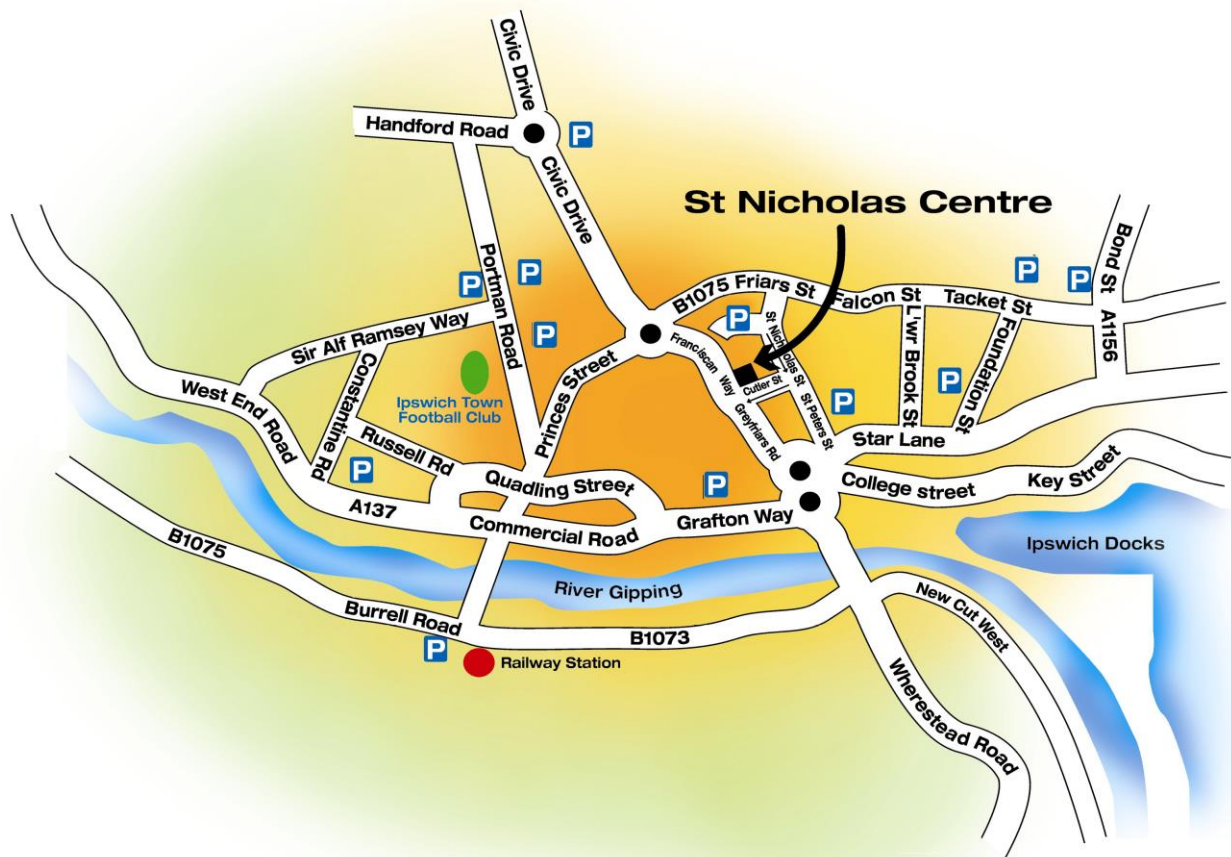 Civic Drive
Handford Road
P
Civic Drive
St Nicholas Centre
Bond St
P
P
P
P
P
Portman Road
B1075 Friars St
Falcon St
Tacket St
A1156
P
P
Sir Alf Ramsey Way
St Nicholas St
L'wr Brook St
Foundation St
Franciscan Way
Constantine Rd
Princes Street
Cutler St
West End Road
Ipswich Town
Football Club
P
P
Greyfriars Rd
St Peters St
Star Lane
Russell Rd
P
Quadling Street
P
College street
Key Street
A137
Commercial Road
Grafton Way
B1075
Ipswich Docks
River Gipping
Burrell Road
B1073
New Cut West
P
Railway Station
Wherestead Road